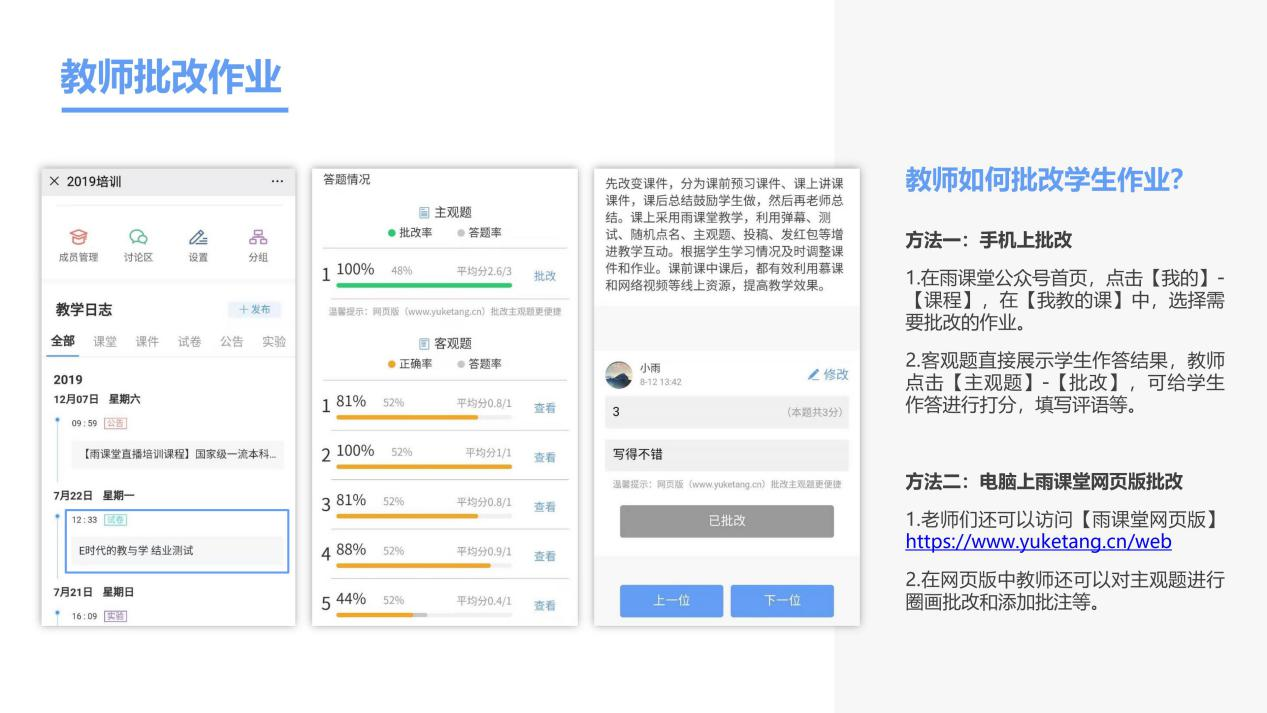 教师批改作业
2019培训
成员管理 讨论区 设置 分组
教学日志
+ 发布
全部 课堂 课件 试卷 公告 实验
2019
12月07日 星期六
09:59 公告
【雨课堂直播培训课程】国家级一流本科...
7月22日 星期一
12:33 试卷
E时代的教与学 结业测试
7月21日 星期日
16:09 实验
答题情况
主观题
批改率 答题率
1 100% 48% 平均分2.6/3 批改
温馨提示：网页版（www.yuketang.cn）批改主观题更便捷
客观题
正确率 答题率
1 81% 52% 平均分0.8/1 查看
2 100% 52% 平均分1/1 查看
3 81% 52% 平均分0.8/1 查看
4 88% 52% 平均分0.9/1 查看
5 44% 52% 平均分0.4/1 查看
先改变课件，分为课前预习课件、课上讲课
课件，课后总结鼓励学生做，然后再老师总
结。课上采用雨课堂教学，利用弹幕、测
试、随机点名、主观题、投稿、发红包等增
进教学互动。根据学生学习情况及时调整课
件和作业。课前课中课后，都有效利用慕课
和网络视频等线上资源，提高教学效果。
小雨
8-12 13:42
修改
3 （本题共3分）
写得不错
温馨提示：网页版（www.yuketang.cn）批改主观题更便捷
已批改
上一位 下一位
教师如何批改学生作业？
方法一：手机上批改
1.在雨课堂公众号首页，点击【我的】-
【课程】，在【我教的课】中，选择需
要批改的作业。
2.客观题直接展示学生作答结果，教师
点击【主观题】-【批改】，可给学生
作答进行打分，填写评语等。
方法二：电脑上雨课堂网页版批改
1.老师们还可以访问【雨课堂网页版】
https://www.yuketang.cn/web
2.在网页版中教师还可以对主观题进行
圈画批改和添加批注等。